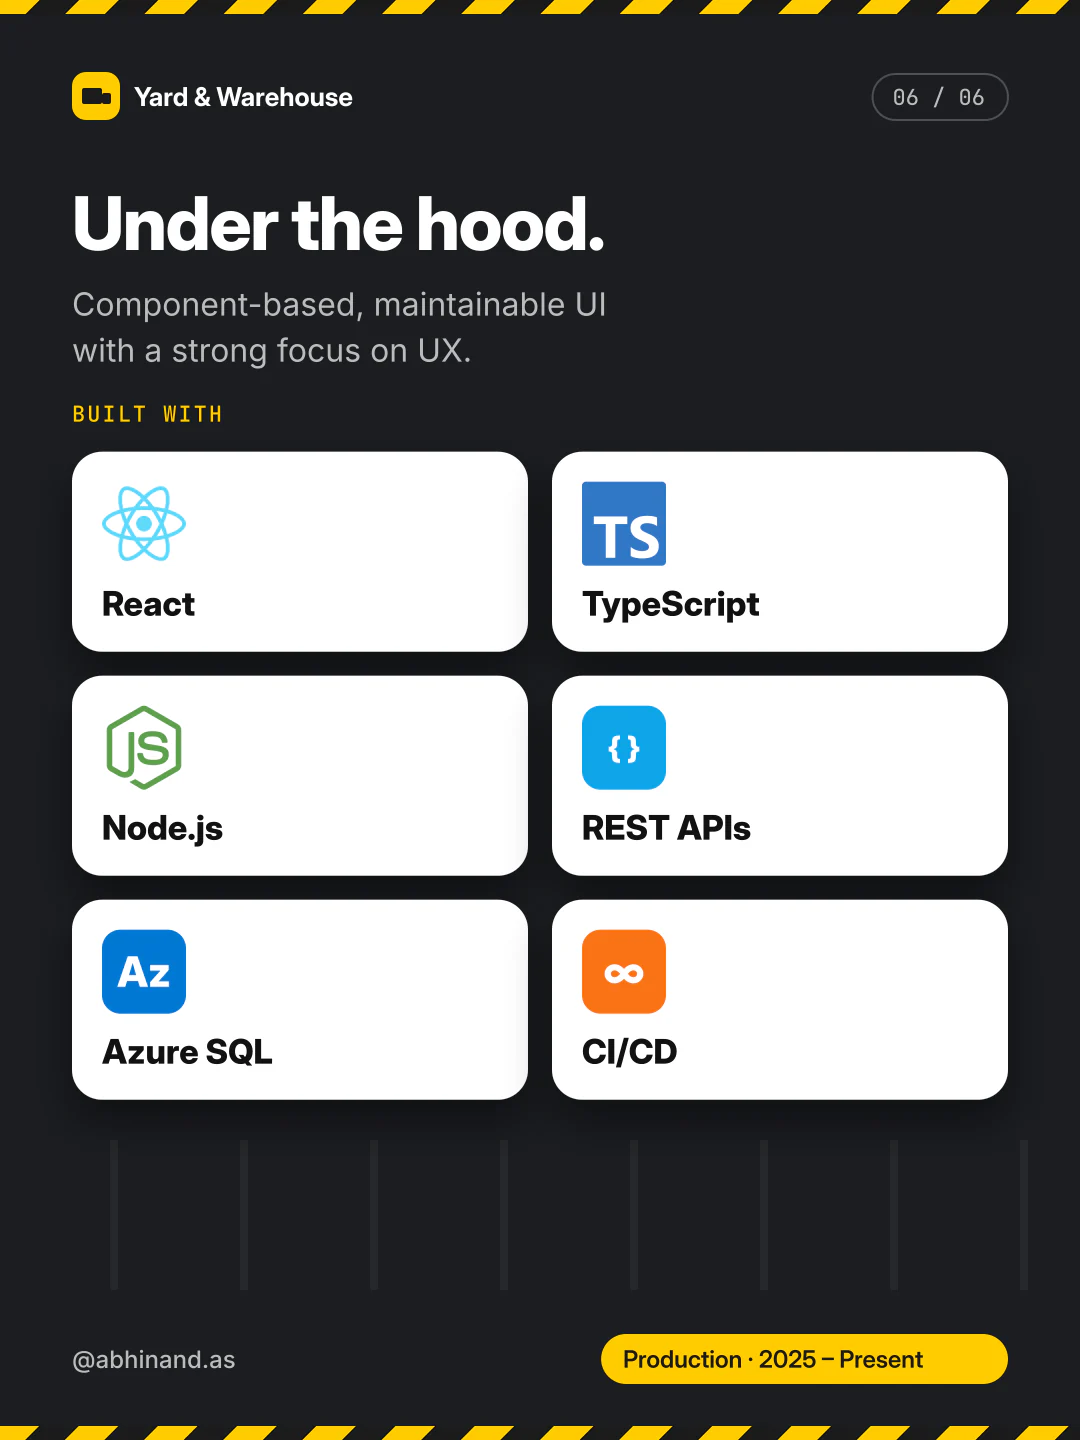 Yard & Warehouse
06 / 06
Under the hood.
Component-based, maintainable UI
with a strong focus on UX.
BUILT WITH
React
TS
TypeScript
JS
Node.js
{}
REST APIs
Az
Azure SQL
∞
CI/CD
@abhinand.as
Production · 2025 – Present